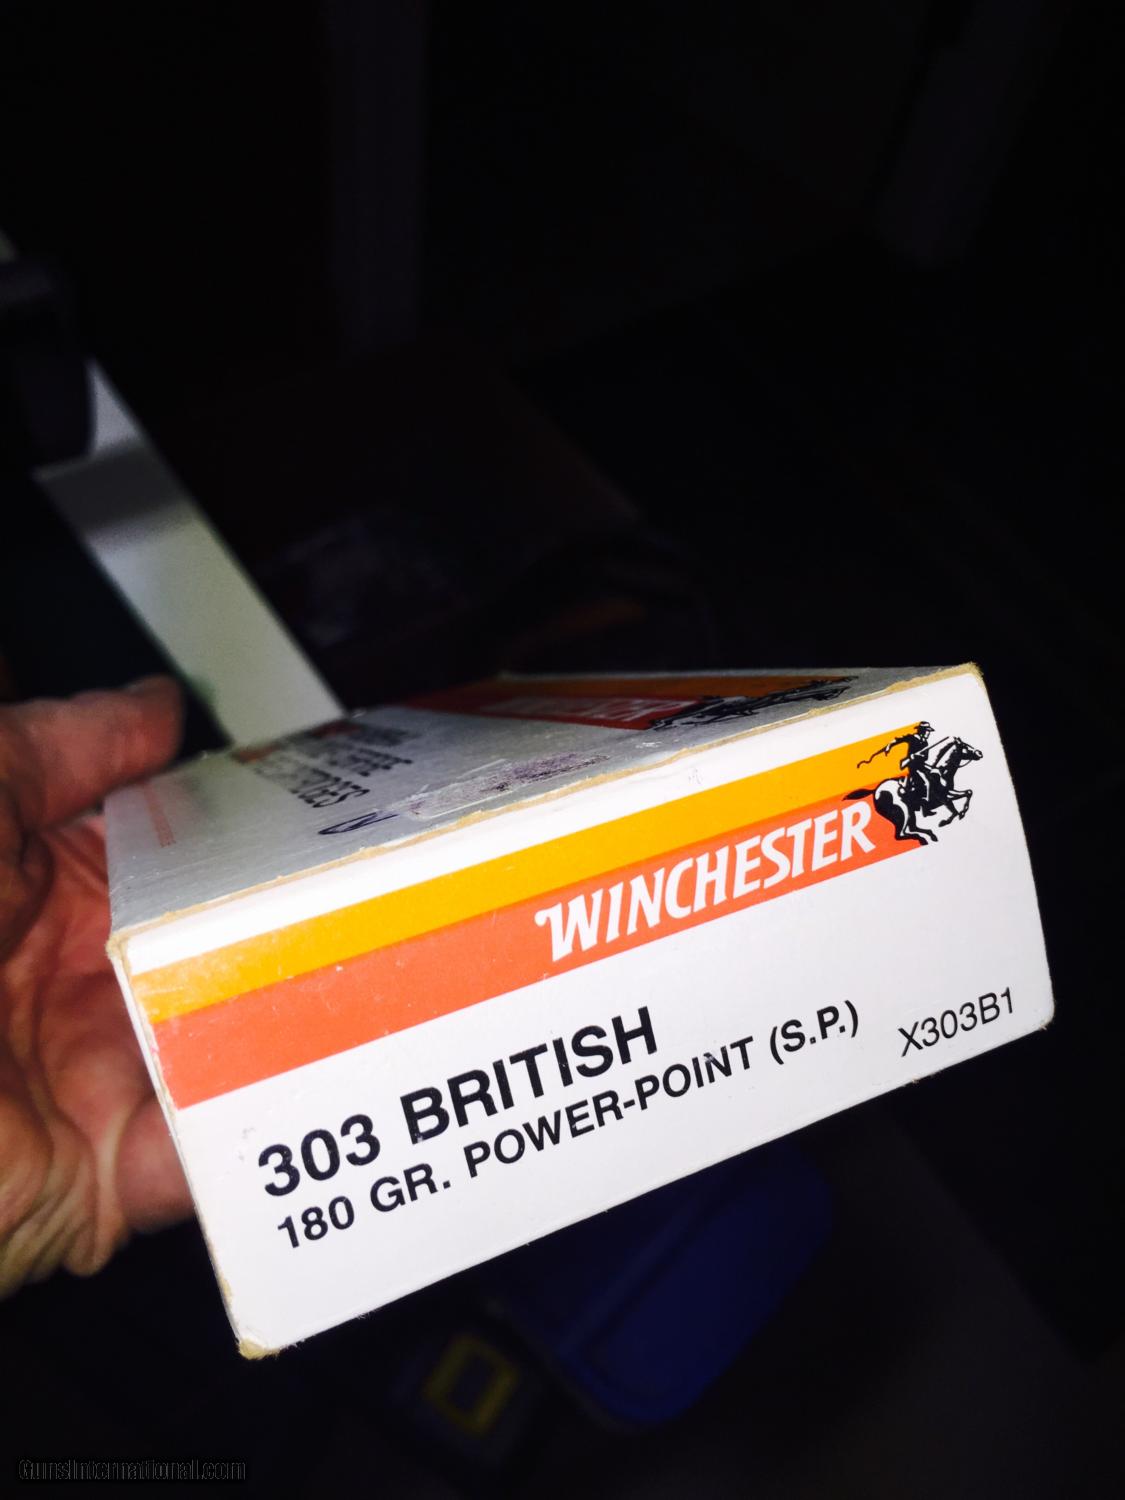 WINCHESTER
303 BRITISH
180 GR. POWER-POINT (S.P.)
X303B1
GunsInternational.com